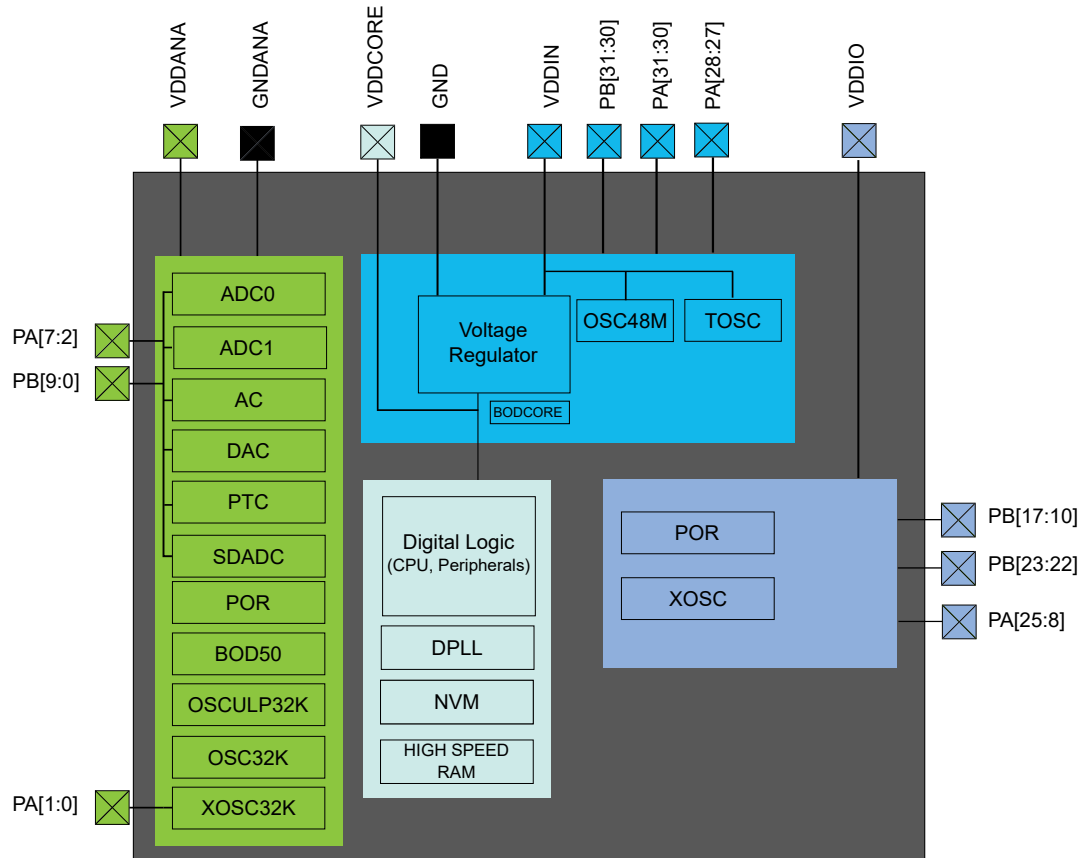 VDDANA
GNDANA
VDDCORE
GND
VDDIN
PB[31:30]
PA[31:30]
PA[28:27]
VDDIO
PA[7:2]
PB[9:0]
PA[1:0]
ADC0
ADC1
AC
DAC
PTC
SDADC
POR
BOD50
OSCULP32K
OSC32K
XOSC32K
Voltage
Regulator
OSC48M
TOSC
BODCORE
Digital Logic
(CPU, Peripherals)
DPLL
NVM
HIGH SPEED
RAM
POR
XOSC
PB[17:10]
PB[23:22]
PA[25:8]